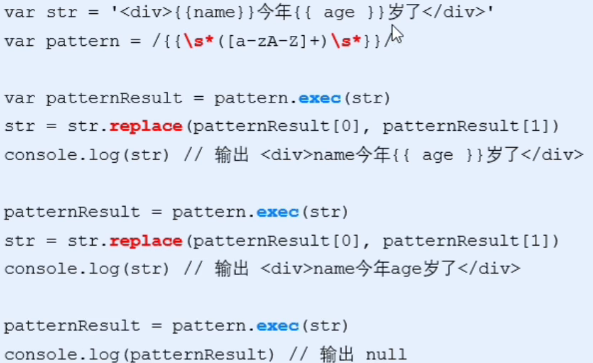 var str = '<div>{{name}}今年{{ age }}岁了</div>'
var pattern = /{{\s*([a-zA-Z]+)\s*}}/
var patternResult = pattern.exec(str)
str = str.replace(patternResult[0], patternResult[1])
console.log(str) // 输出 <div>name今年{{ age }}岁了</div>
patternResult = pattern.exec(str)
str = str.replace(patternResult[0], patternResult[1])
console.log(str) // 输出 <div>name今年age岁了</div>
patternResult = pattern.exec(str)
console.log(patternResult) // 输出 null